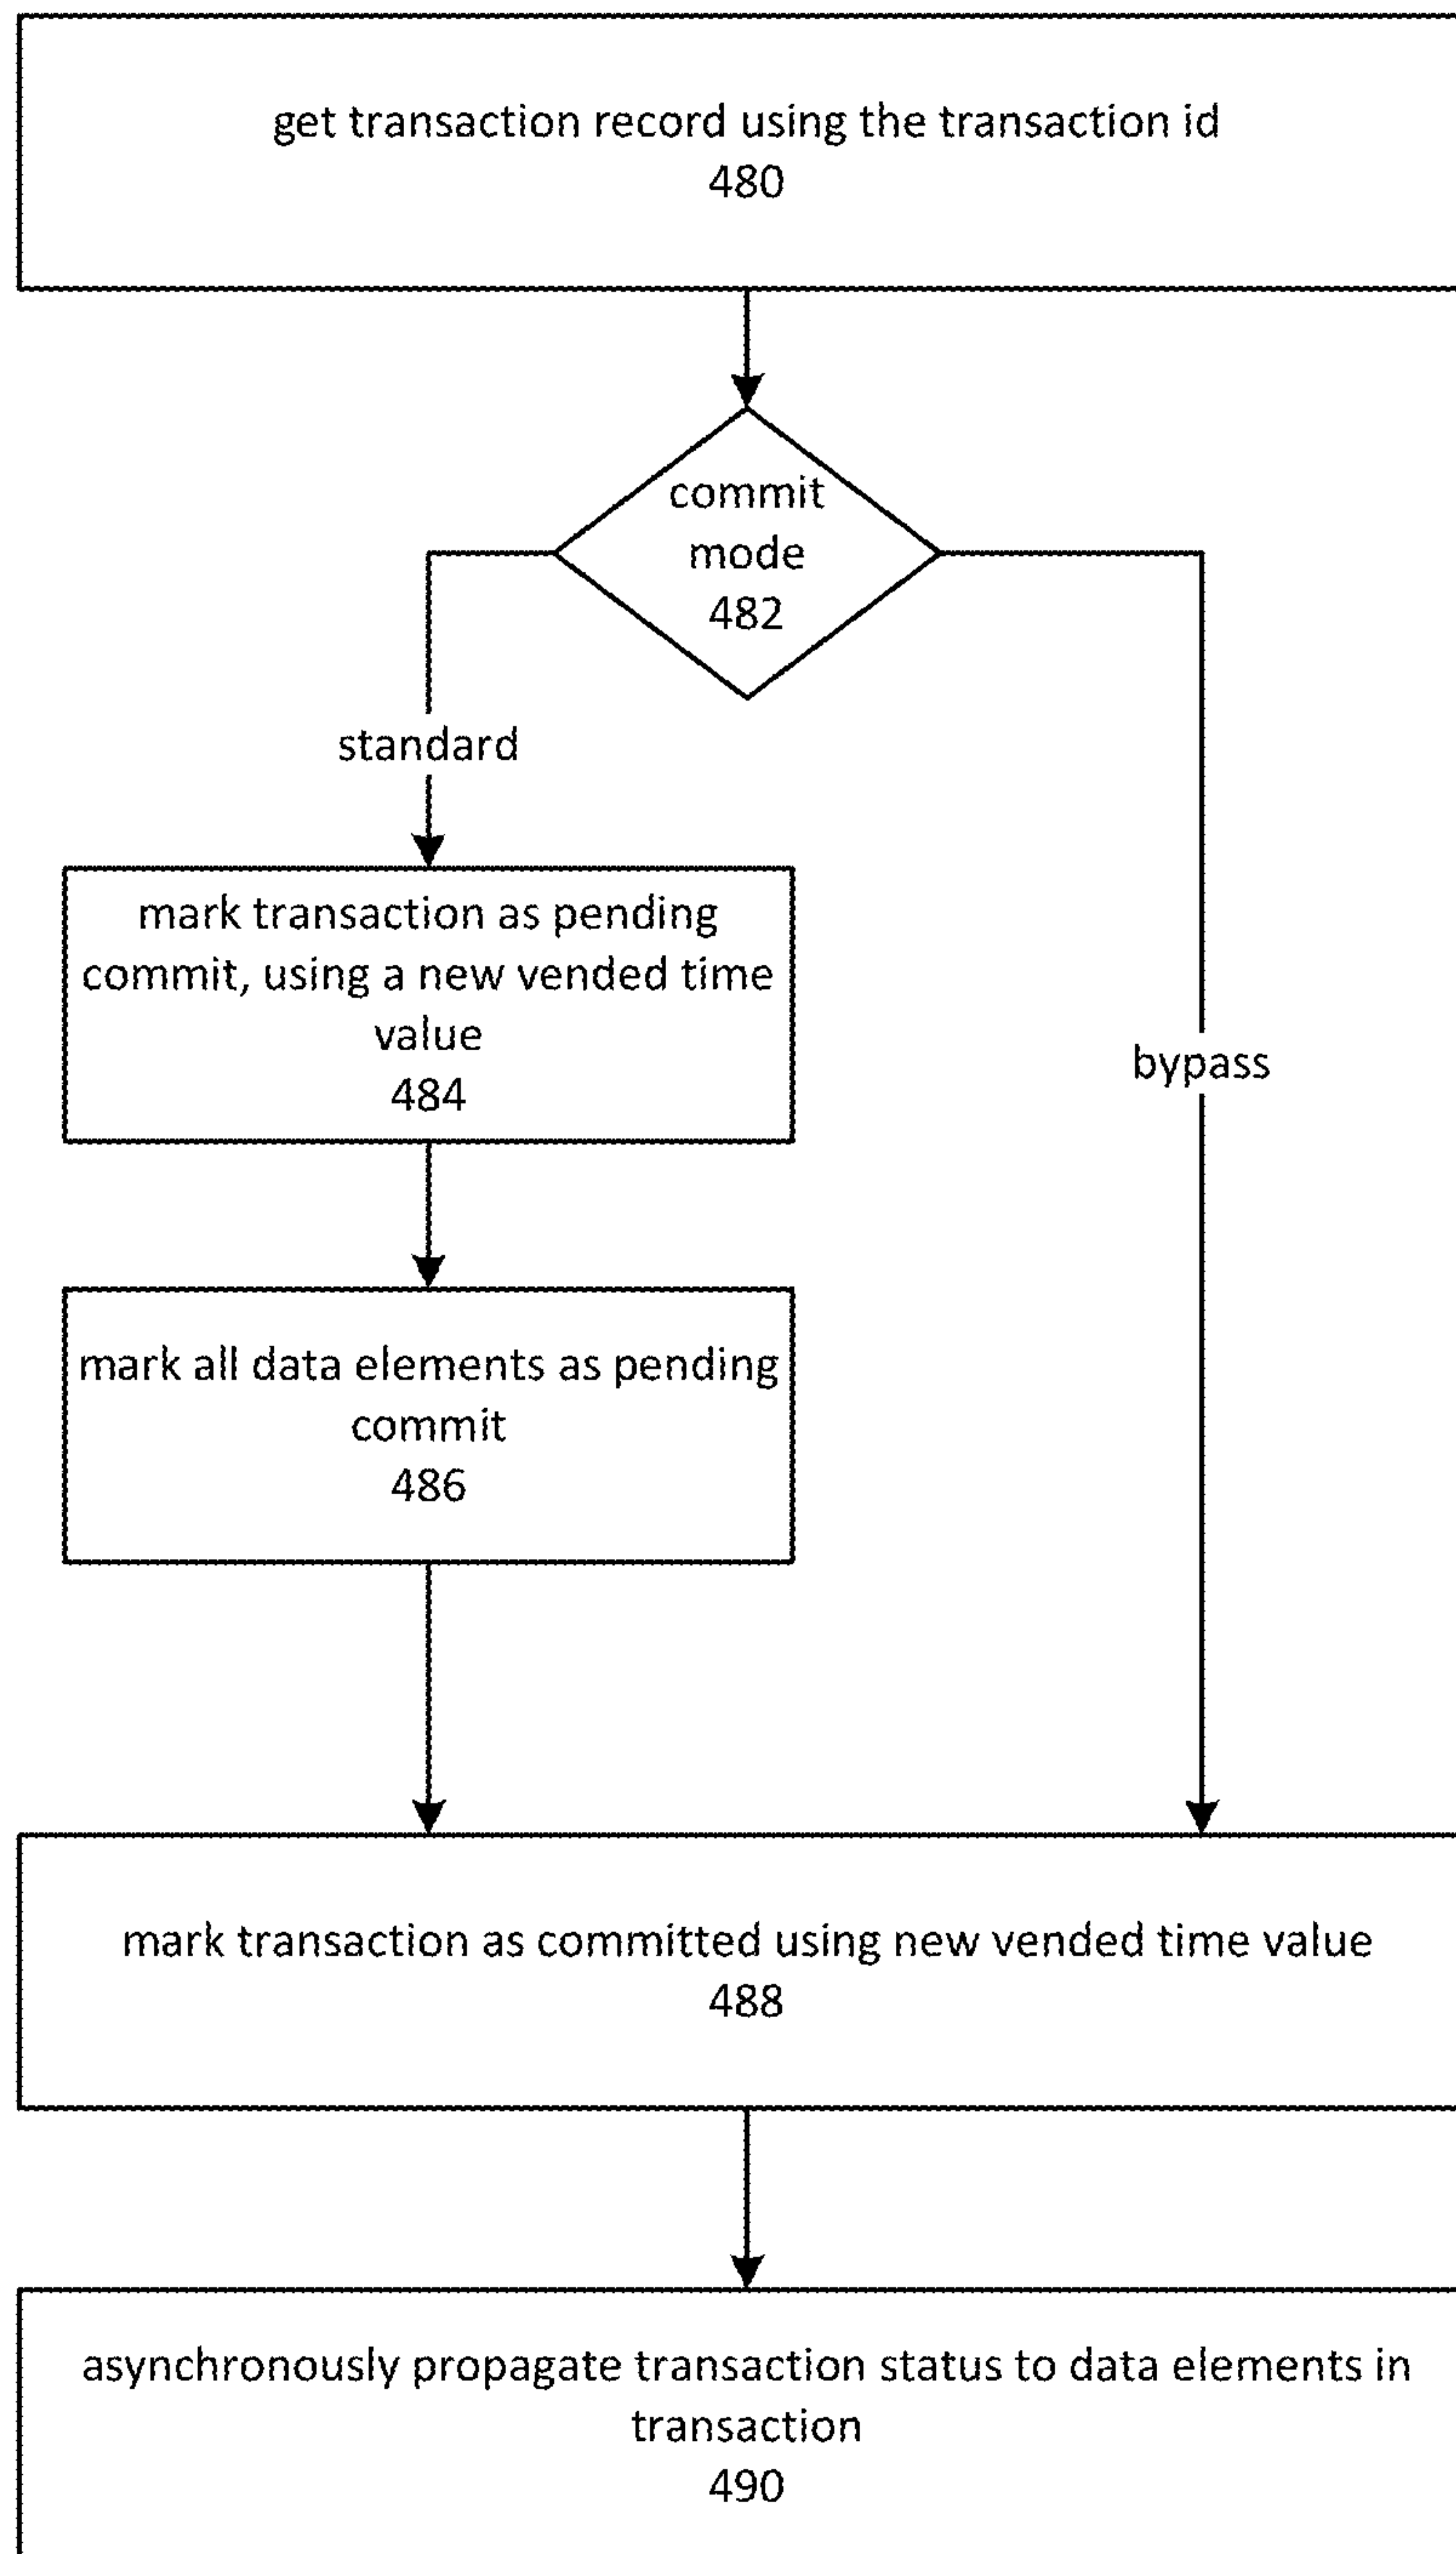 get transaction record using the transaction id
480
commit
mode
482
standard
mark transaction as pending
commit, using a new vended time
value
484
bypass
mark all data elements as pending
commit
486
mark transaction as committed using new vended time value
488
asynchronously propagate transaction status to data elements in
transaction
490